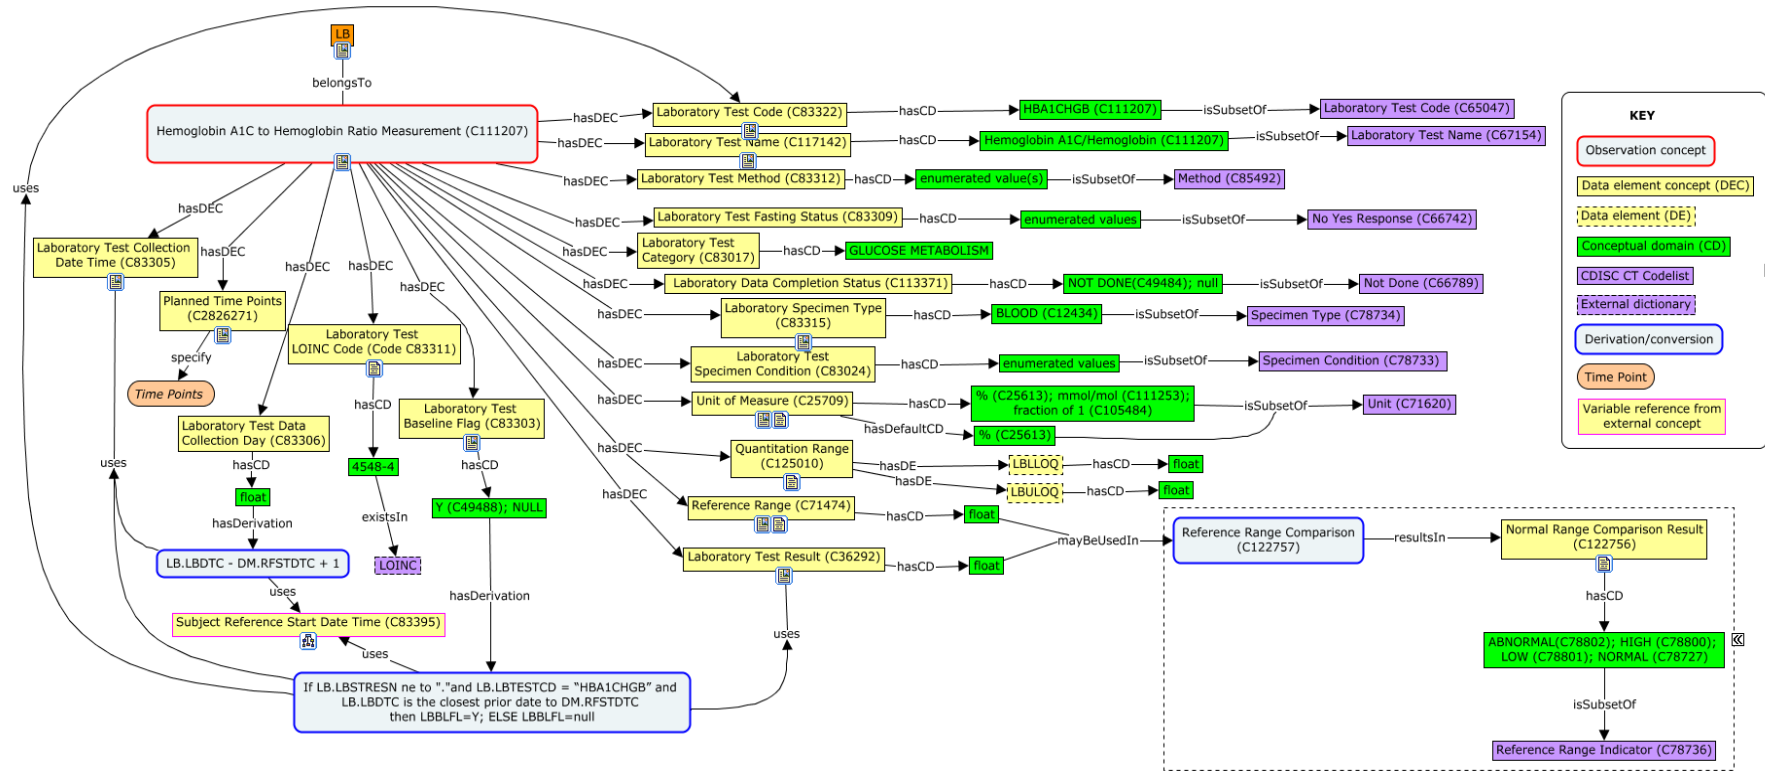 LB
belongsTo
Hemoglobin A1C to Hemoglobin Ratio Measurement (C111207)
hasDEC
Laboratory Test Code (C83322)
hasCD
HBA1CHGB (C111207)
isSubsetOf
Laboratory Test Code (C65047)
hasDEC
Laboratory Test Name (C117142)
hasCD
Hemoglobin A1C/Hemoglobin (C111207)
isSubsetOf
Laboratory Test Name (C67154)
hasDEC
Laboratory Test Method (C83312)
hasCD
enumerated value(s)
isSubsetOf
Method (C85492)
hasDEC
Laboratory Test Fasting Status (C83309)
hasCD
enumerated values
isSubsetOf
No Yes Response (C66742)
hasDEC
Laboratory Test
Category (C83017)
hasCD
GLUCOSE METABOLISM
hasDEC
Laboratory Data Completion Status (C113371)
hasCD
NOT DONE(C49484); null
isSubsetOf
Not Done (C66789)
hasDEC
Laboratory Specimen Type
(C83315)
hasCD
BLOOD (C12434)
isSubsetOf
Specimen Type (C78734)
hasDEC
Laboratory Test
Specimen Condition (C83024)
hasCD
enumerated values
isSubsetOf
Specimen Condition (C78733)
hasDEC
Unit of Measure (C25709)
hasCD
% (C25613); mmol/mol (C111253);
fraction of 1 (C105484)
isSubsetOf
Unit (C71620)
hasDefaultCD
% (C25613)
hasDEC
Quantitation Range
(C125010)
hasDE
LBLLOQ
hasCD
float
hasDE
LBULOQ
hasCD
float
hasDEC
Reference Range (C71474)
hasCD
float
Laboratory Test Result (C36292)
hasCD
float
mayBeUsedIn
Reference Range Comparison
(C122757)
resultsIn
Normal Range Comparison Result
(C122756)
hasCD
ABNORMAL(C78802); HIGH (C78800);
LOW (C78801); NORMAL (C78727)
isSubsetOf
Reference Range Indicator (C78736)
uses
hasDEC
Laboratory Test Collection
Date Time (C83305)
hasDEC
Planned Time Points
(C2826271)
specify
Time Points
hasDEC
Laboratory Test Data
Collection Day (C83306)
hasCD
float
hasDerivation
LB.LBDTC - DM.RFSTDTC + 1
uses
Subject Reference Start Date Time (C83395)
hasDEC
Laboratory Test
LOINC Code (Code C83311)
hasCD
4548-4
existsIn
LOINC
hasDEC
Laboratory Test
Baseline Flag (C83303)
hasCD
Y (C49488); NULL
hasDerivation
uses
uses
uses
If LB.LBSTRESN ne to "."and LB.LBTESTCD = “HBA1CHGB” and
LB.LBDTC is the closest prior date to DM.RFSTDTC
then LBBLFL=Y; ELSE LBBLFL=null
KEY
Observation concept
Data element concept (DEC)
Data element (DE)
Conceptual domain (CD)
CDISC CT Codelist
External dictionary
Derivation/conversion
Time Point
Variable reference from
external concept